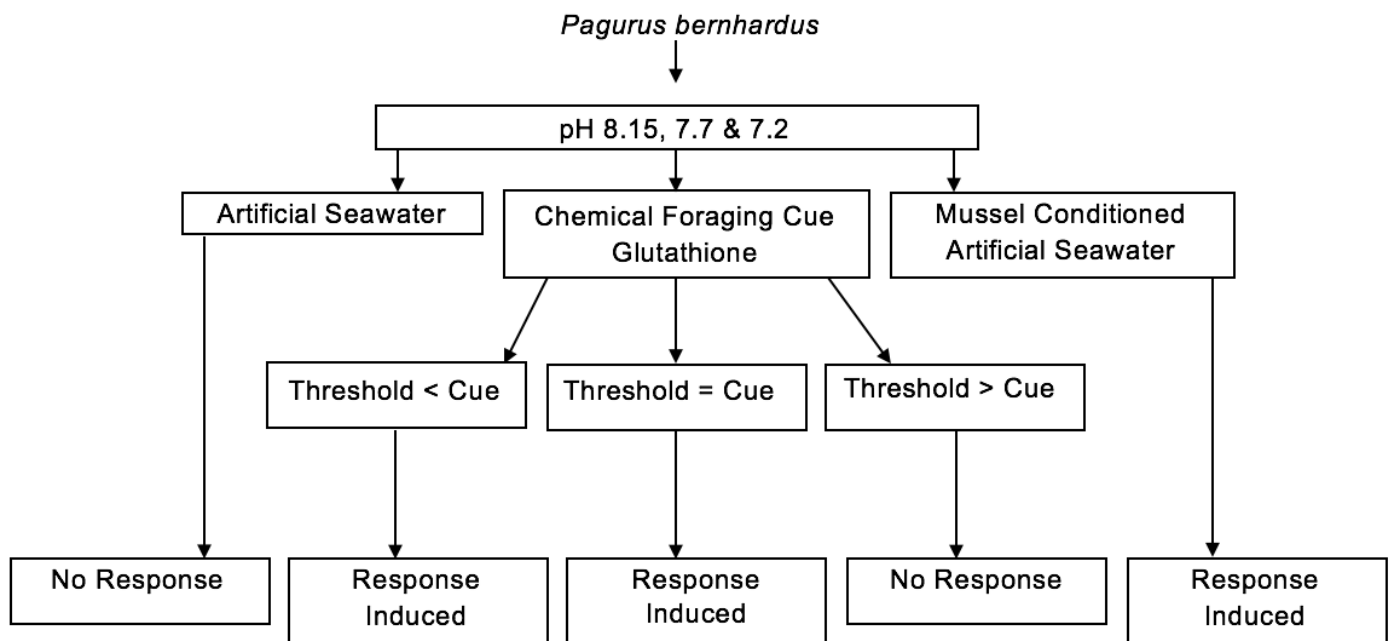 Pagurus bernhardus
pH 8.15, 7.7 & 7.2
Artificial Seawater
Chemical Foraging Cue
Glutathione
Mussel Conditioned
Artificial Seawater
Threshold < Cue
Threshold = Cue
Threshold > Cue
No Response
Response
Induced
Response
Induced
No Response
Response
Induced